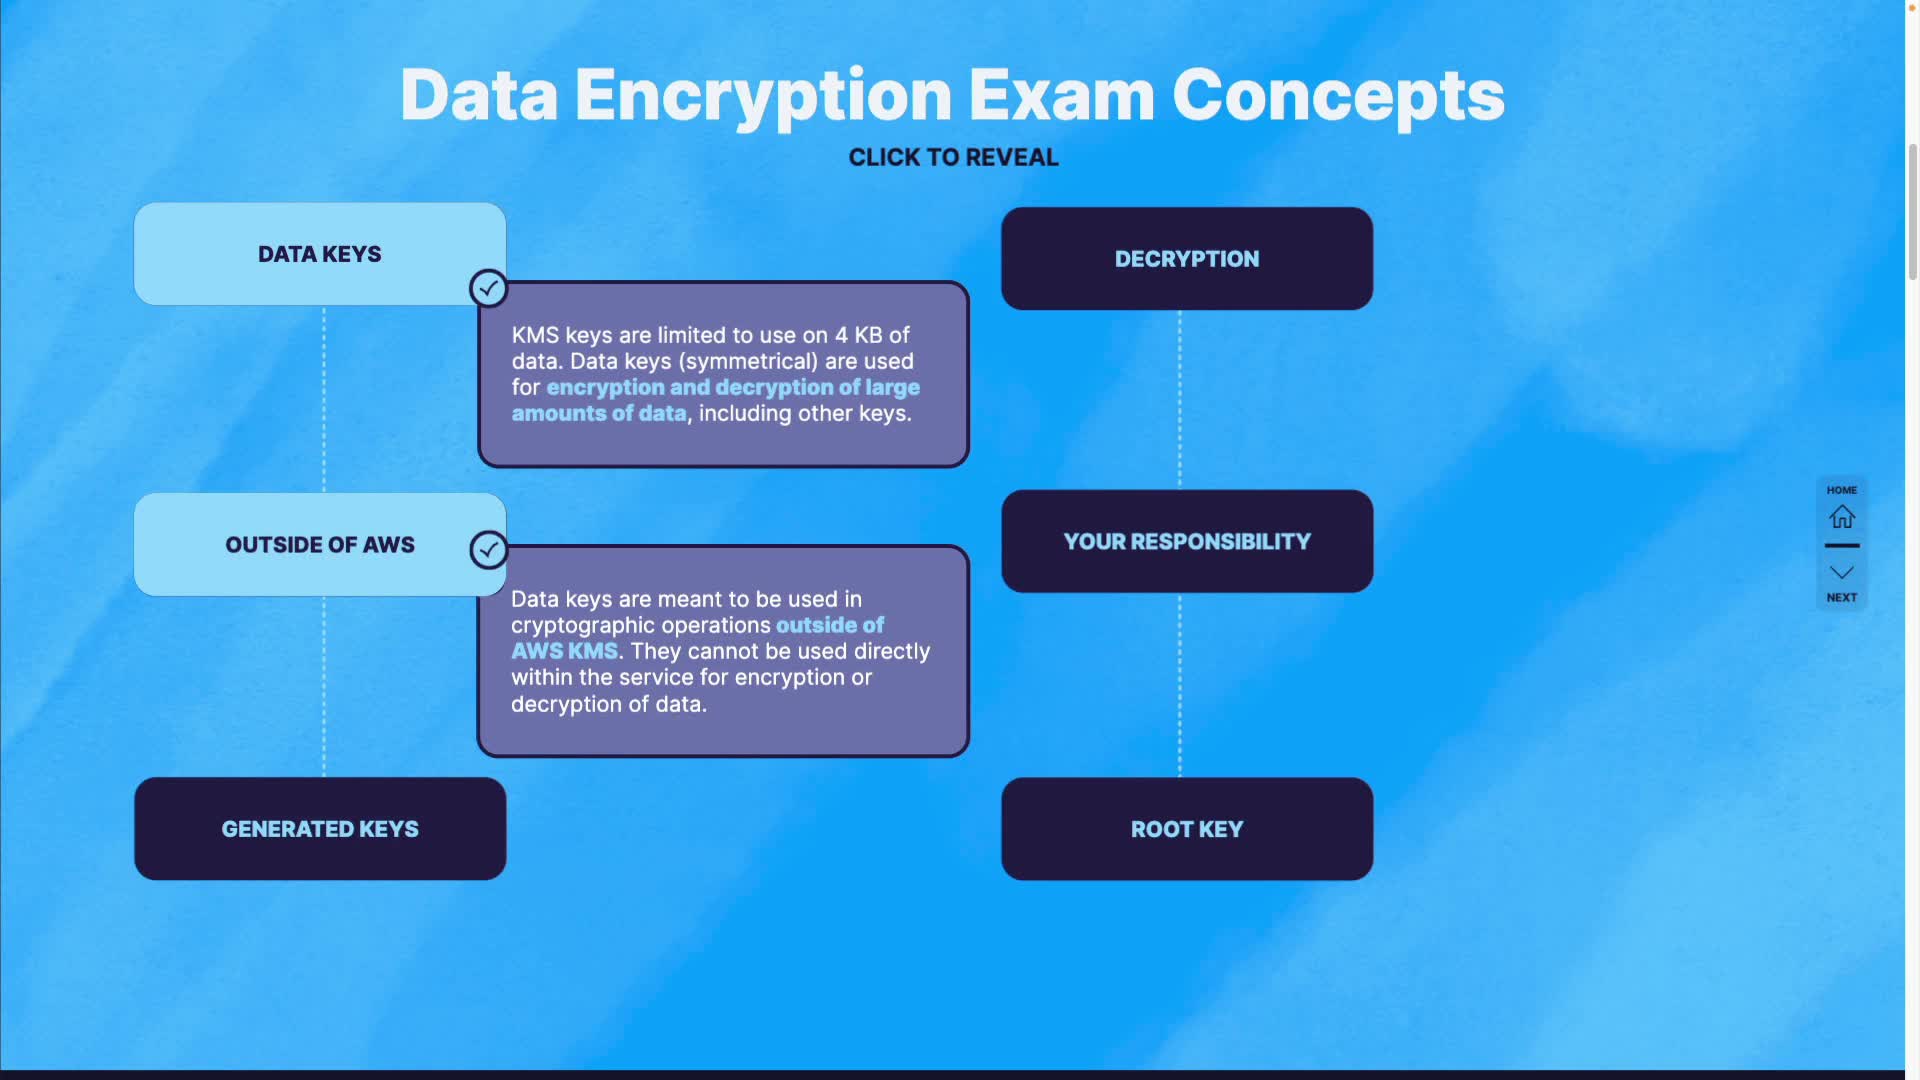 Data Encryption Exam Concepts
CLICK TO REVEAL
DATA KEYS
KMS keys are limited to use on 4 KB of
data. Data keys (symmetrical) are used
for encryption and decryption of large
amounts of data, including other keys.
OUTSIDE OF AWS
Data keys are meant to be used in
cryptographic operations outside of
AWS KMS. They cannot be used directly
within the service for encryption or
decryption of data.
GENERATED KEYS
DECRYPTION
YOUR RESPONSIBILITY
ROOT KEY
HOME
NEXT